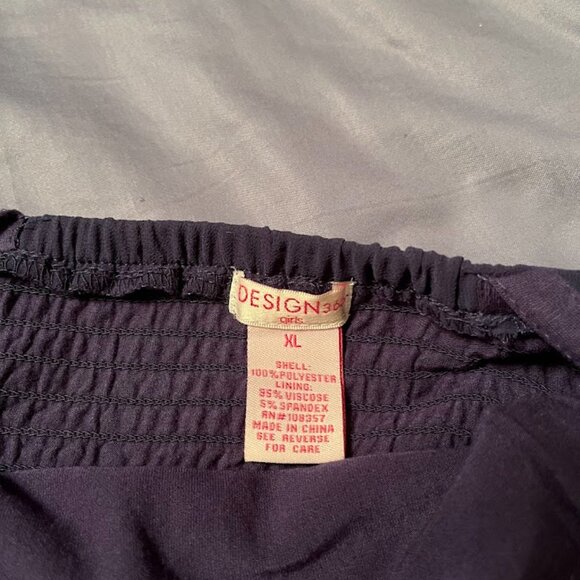 DESIGN365
girls
XL
SHELL:
100%POLYESTER
LINING:
95%VISCOSE
5%SPANDEX
RN#108357
MADE IN CHINA
SEE REVERSE
FOR CARE